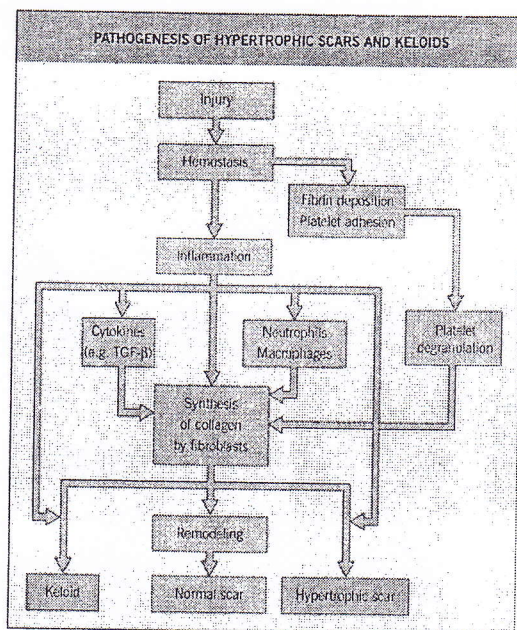 PATHOGENESIS OF HYPERTROPHIC SCARS AND KELOIDS
Injury
Hemostasis
Fibrin deposition
Platelet adhesion
Inflammation
Cytokines
(e.g. TGF-β)
Neutrophils
Macrophages
Platelet
degranulation
Synthesis
of collagen
by fibroblasts
Remodeling
Keloid
Normal scar
Hypertrophic scar